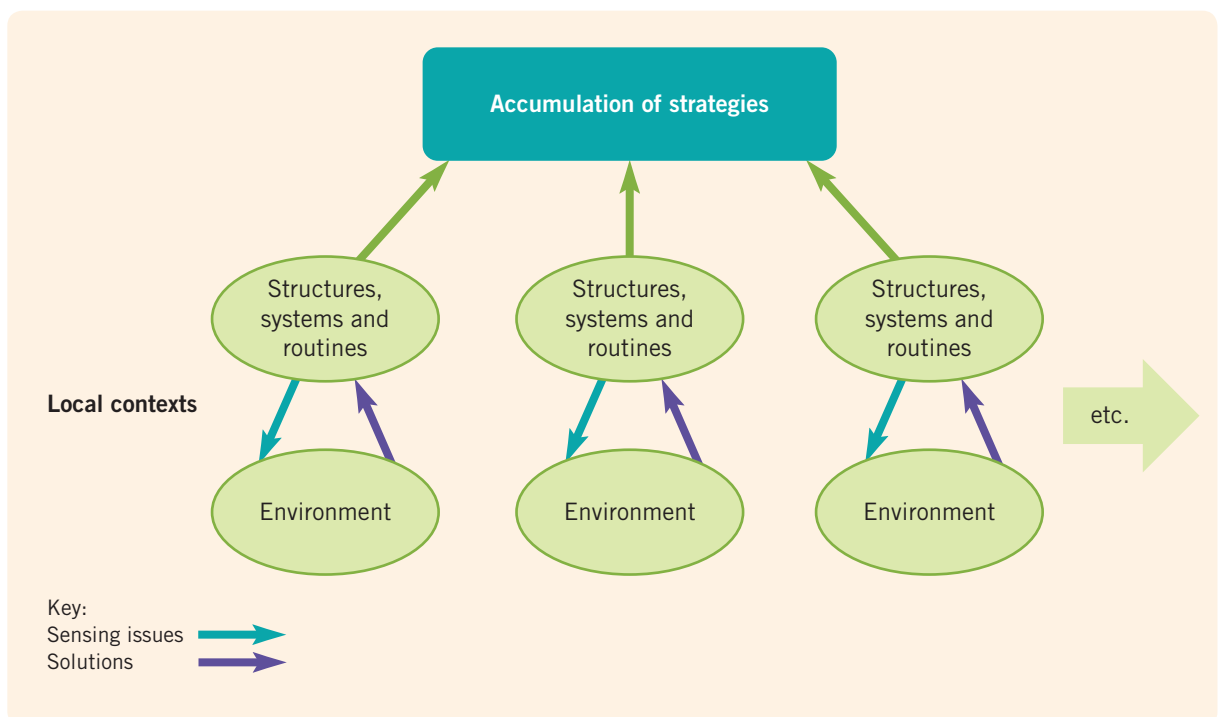 Accumulation of strategies
Structures,
systems and
routines
Structures,
systems and
routines
Structures,
systems and
routines
Local contexts
etc.
Environment
Environment
Environment
Key:
Sensing issues
Solutions